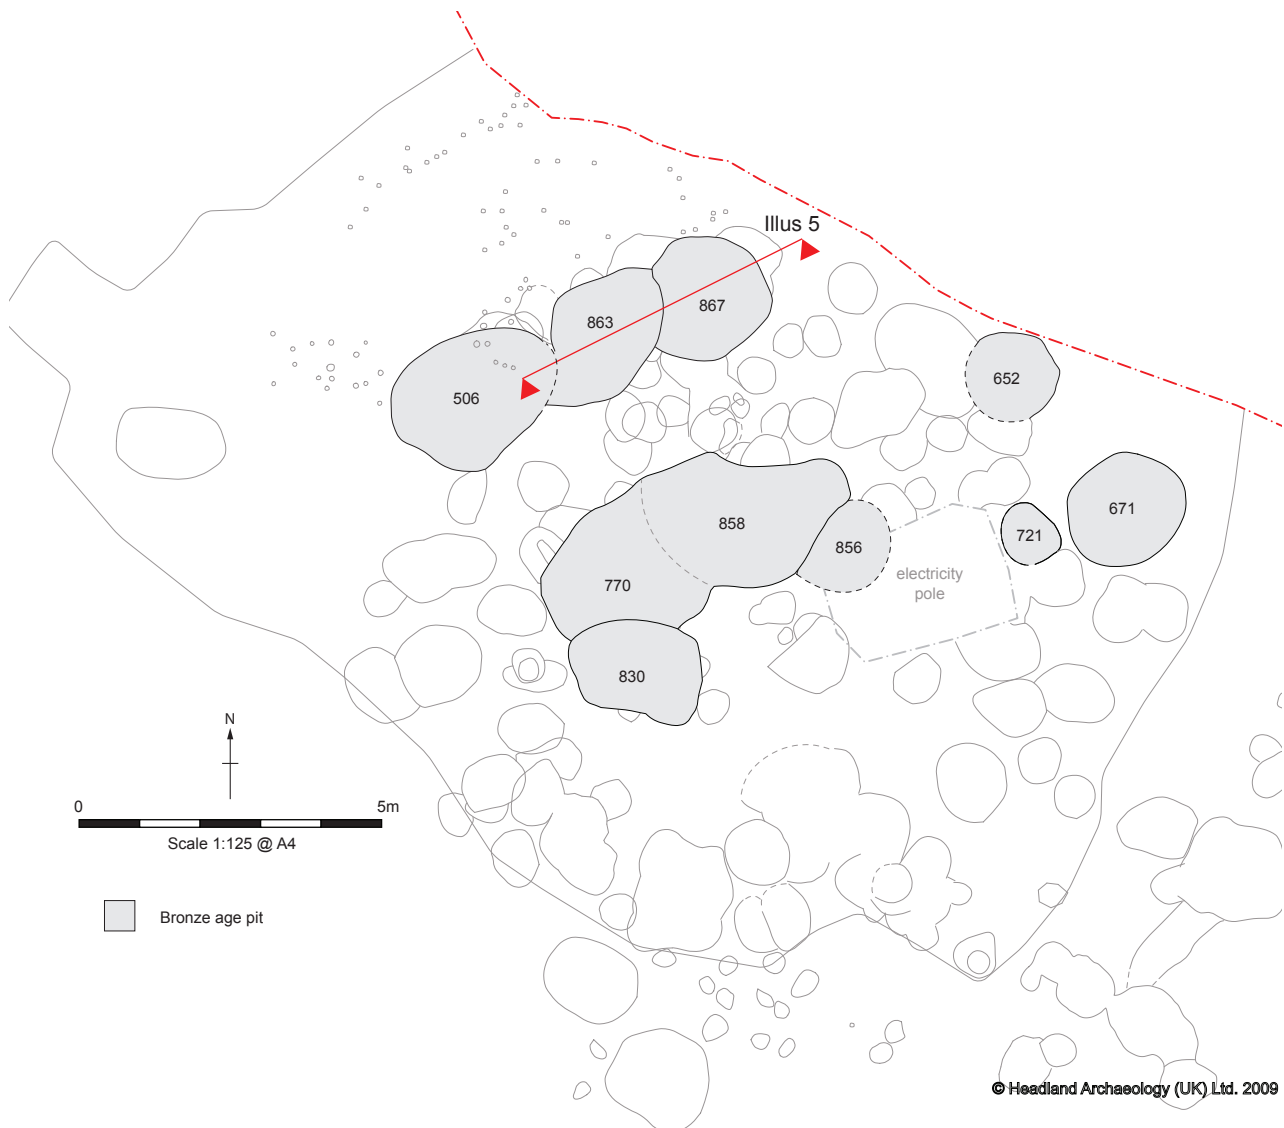 Illus 5
867
863
506
652
671
721
858
856
electricity
pole
770
830
N
0 5m
Scale 1:125 @ A4
Bronze age pit
© Headland Archaeology (UK) Ltd. 2009